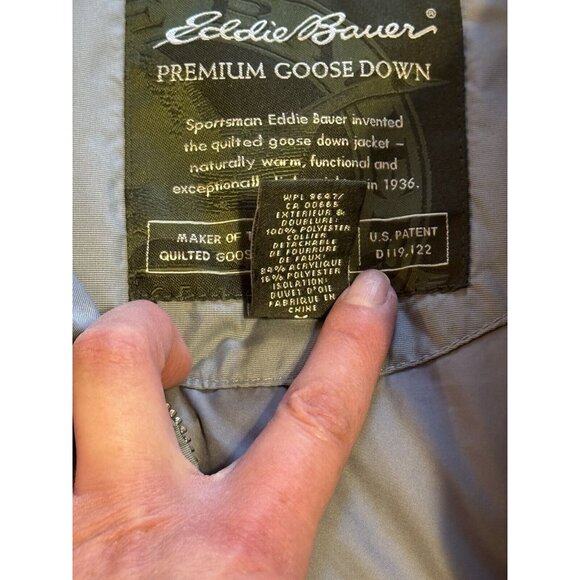 Eddie Bauer®
PREMIUM GOOSE DOWN
Sportsman Eddie Bauer invented
the quilted goose down jacket –
naturally warm, functional and
exceptionally in 1936.
MAKER OF
QUILTED GOOS
U.S. PATENT
D119,122
WPL 9647/
CA 00665
EXTERIEUR &
DOUBLURE:
100% POLYESTER
COLLIER
DETACHABLE
DE FOURRURE
DE FAUX:
84% ACRYLIQUE
16% POLYESTER
ISOLATION:
DUVET D'OIE
FABRIQUE EN
CHINE